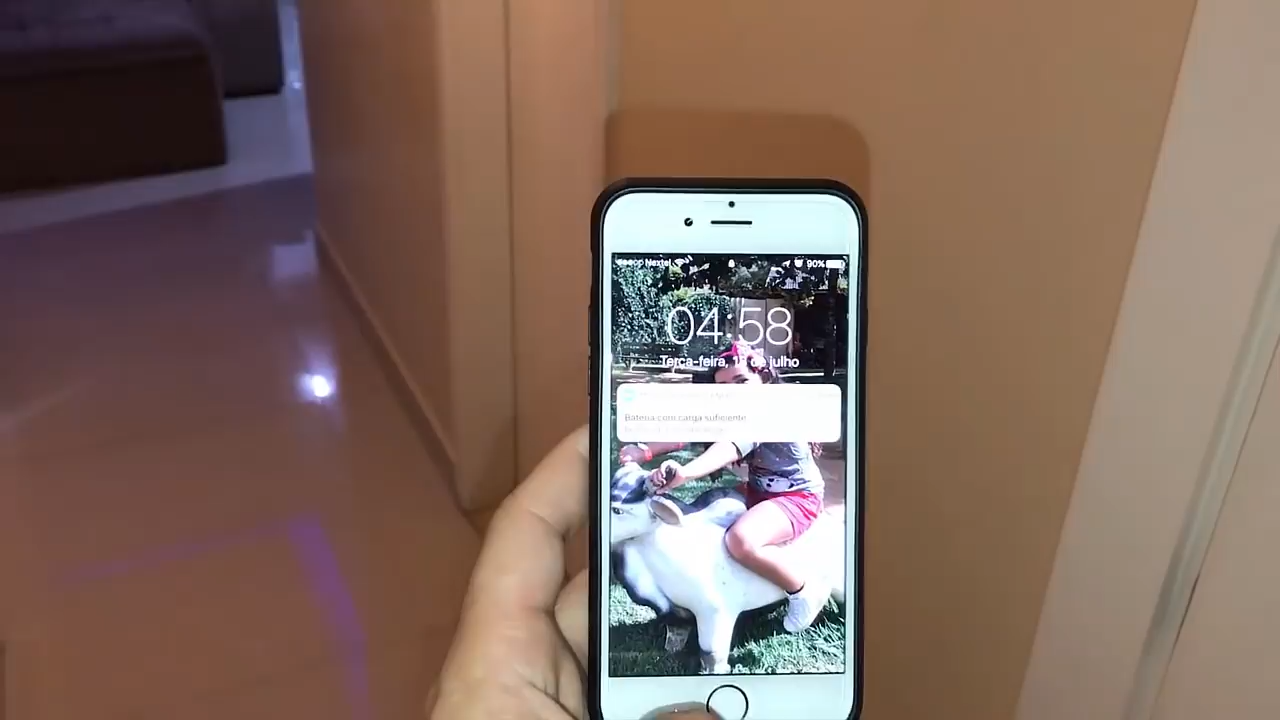 Nextel
90%
04:58
Terça-feira, de julho
Bateria com carga suficiente